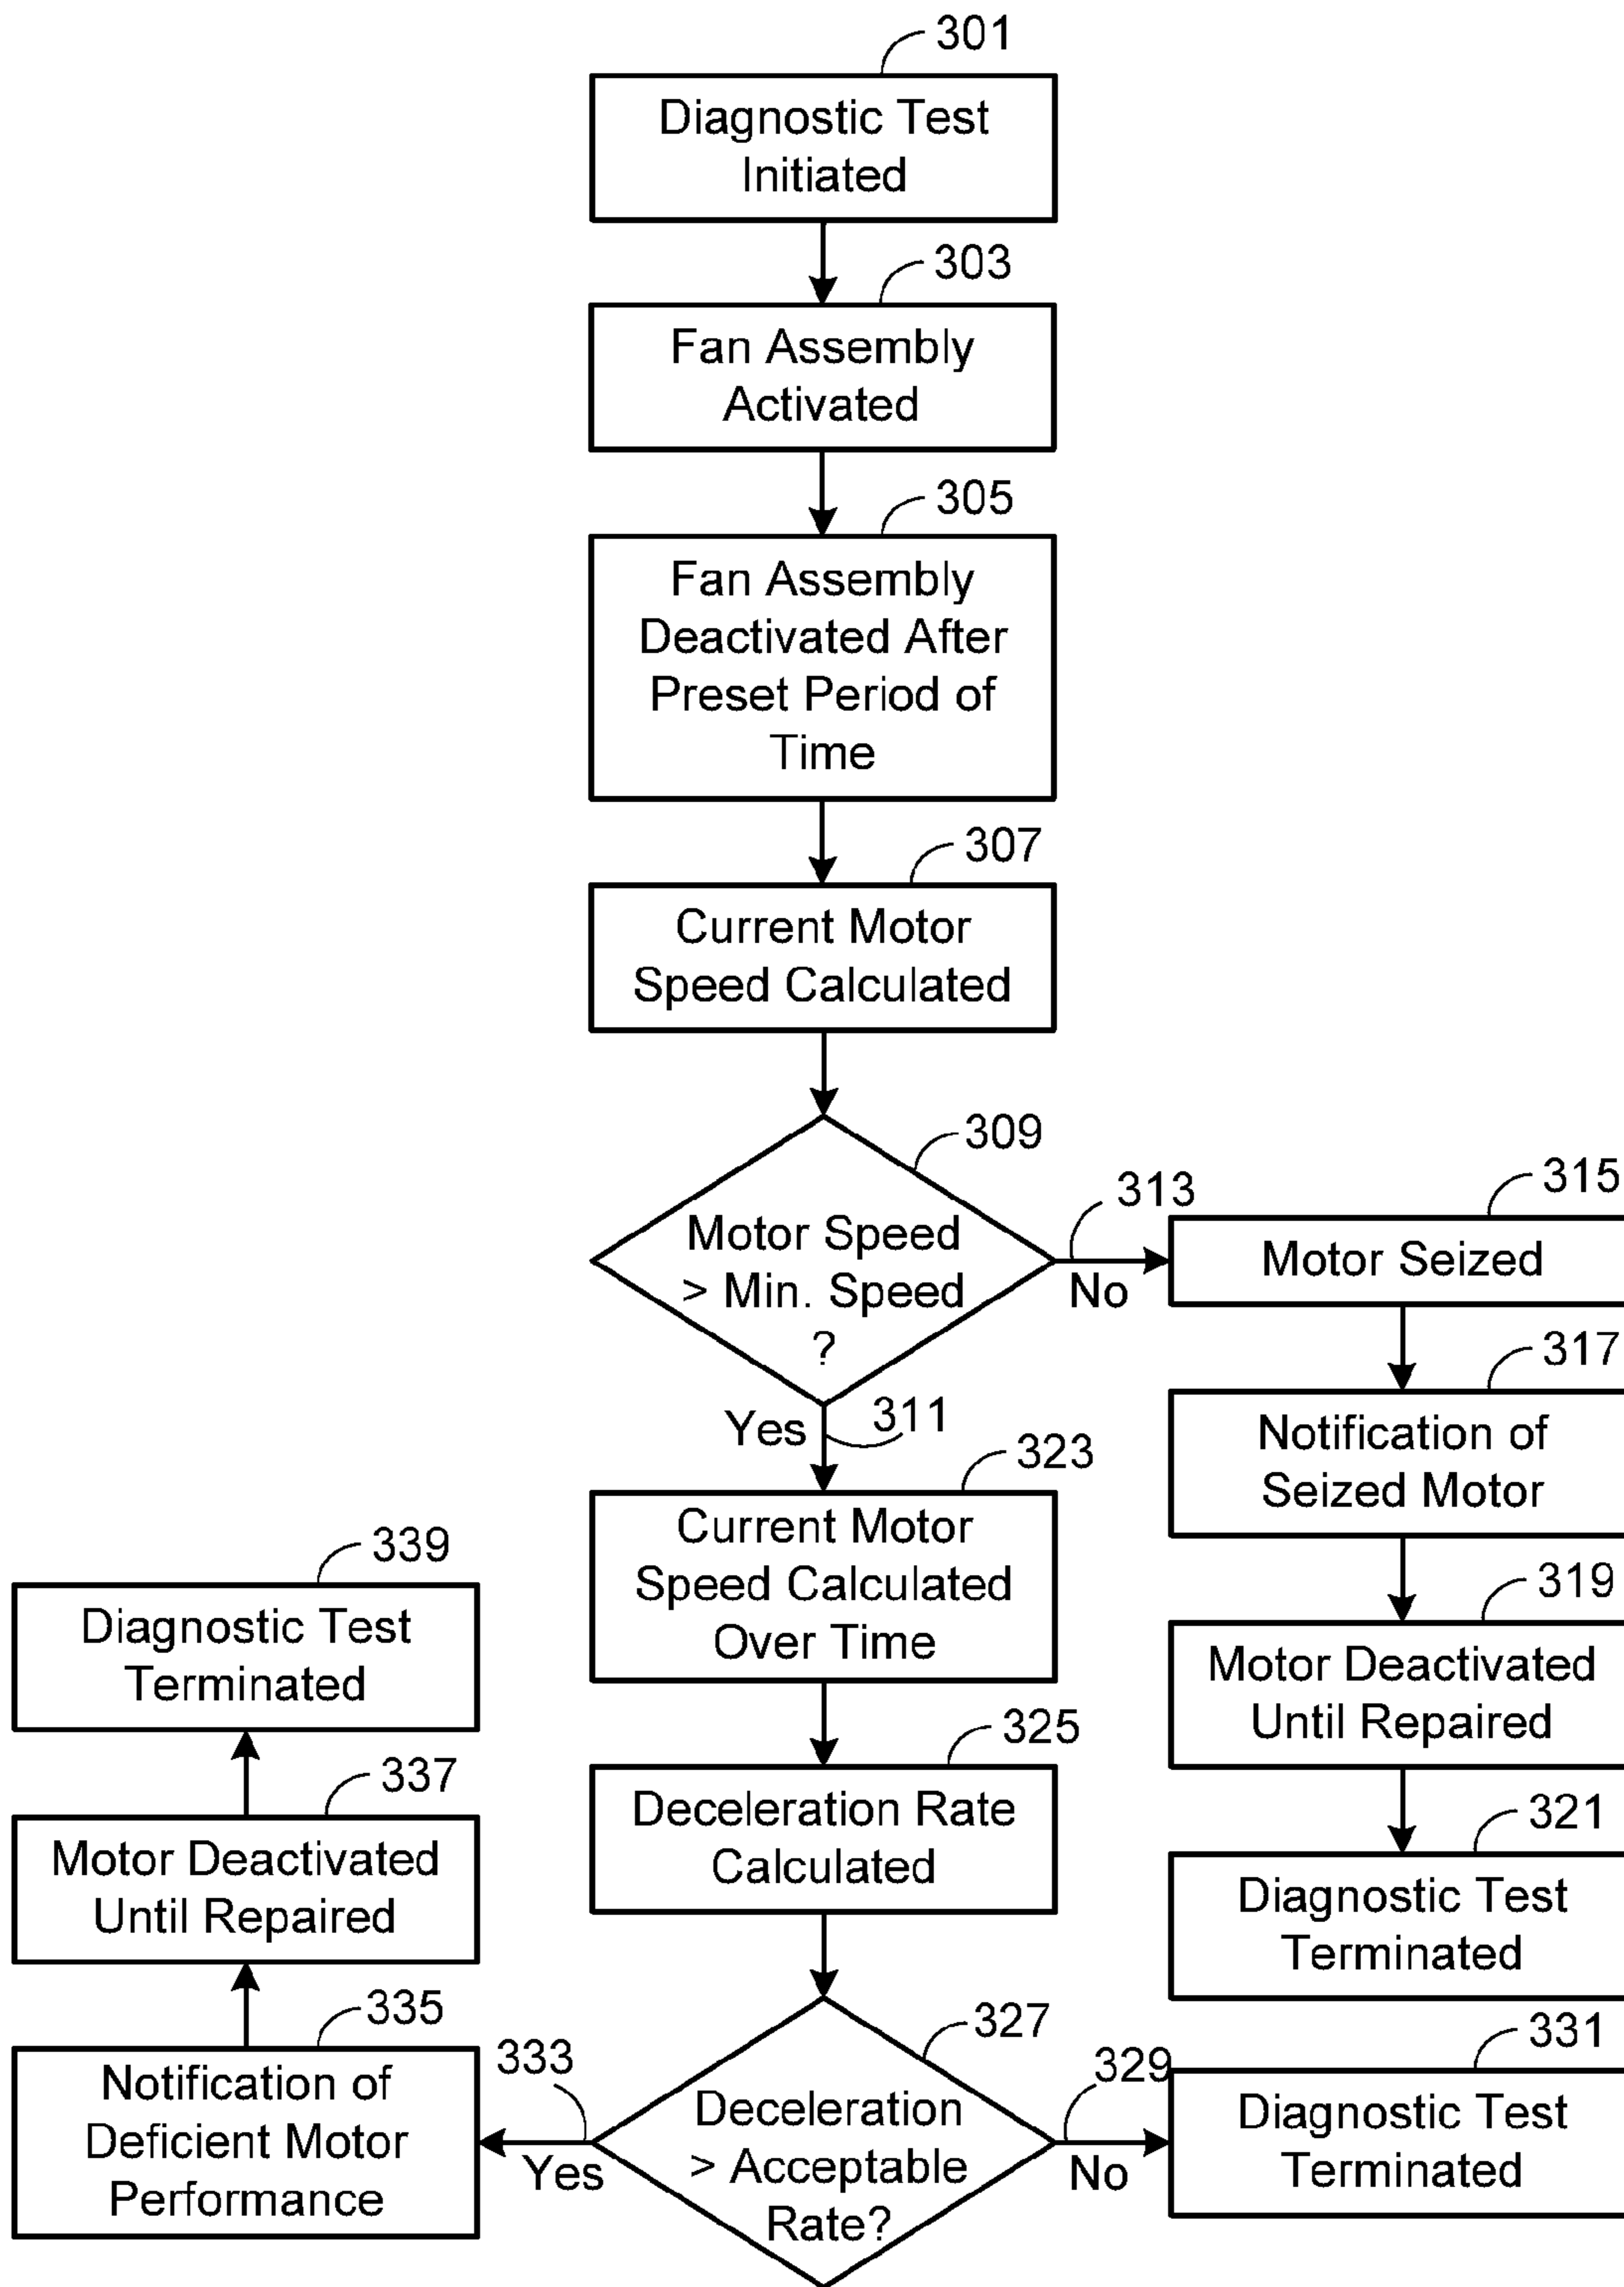 301
Diagnostic Test
Initiated
303
Fan Assembly
Activated
305
Fan Assembly
Deactivated After
Preset Period of
Time
307
Current Motor
Speed Calculated
309
Motor Speed
> Min. Speed
?
313
No
315
Motor Seized
317
Notification of
Seized Motor
319
Motor Deactivated
Until Repaired
321
Diagnostic Test
Terminated
Yes
311
323
Current Motor
Speed Calculated
Over Time
325
Deceleration Rate
Calculated
327
Deceleration
> Acceptable
Rate?
329
No
331
Diagnostic Test
Terminated
333
Yes
335
Notification of
Deficient Motor
Performance
337
Motor Deactivated
Until Repaired
339
Diagnostic Test
Terminated